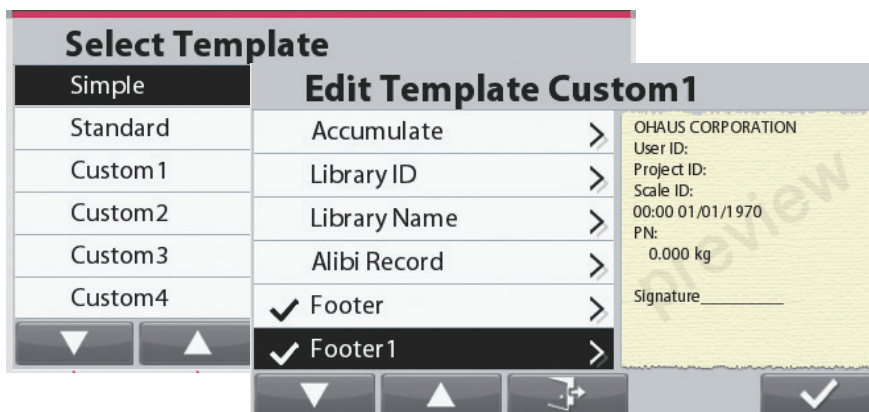 Select Template
Simple
Standard
Custom1
Custom2
Custom3
Custom4
Edit Template Custom1
Accumulate
Library ID
Library Name
Alibi Record
Footer
Footer1
OHAUS CORPORATION
User ID:
Project ID:
Scale ID:
00:00 01/01/1970
PN:
0.000 kg
Signature__________
preview